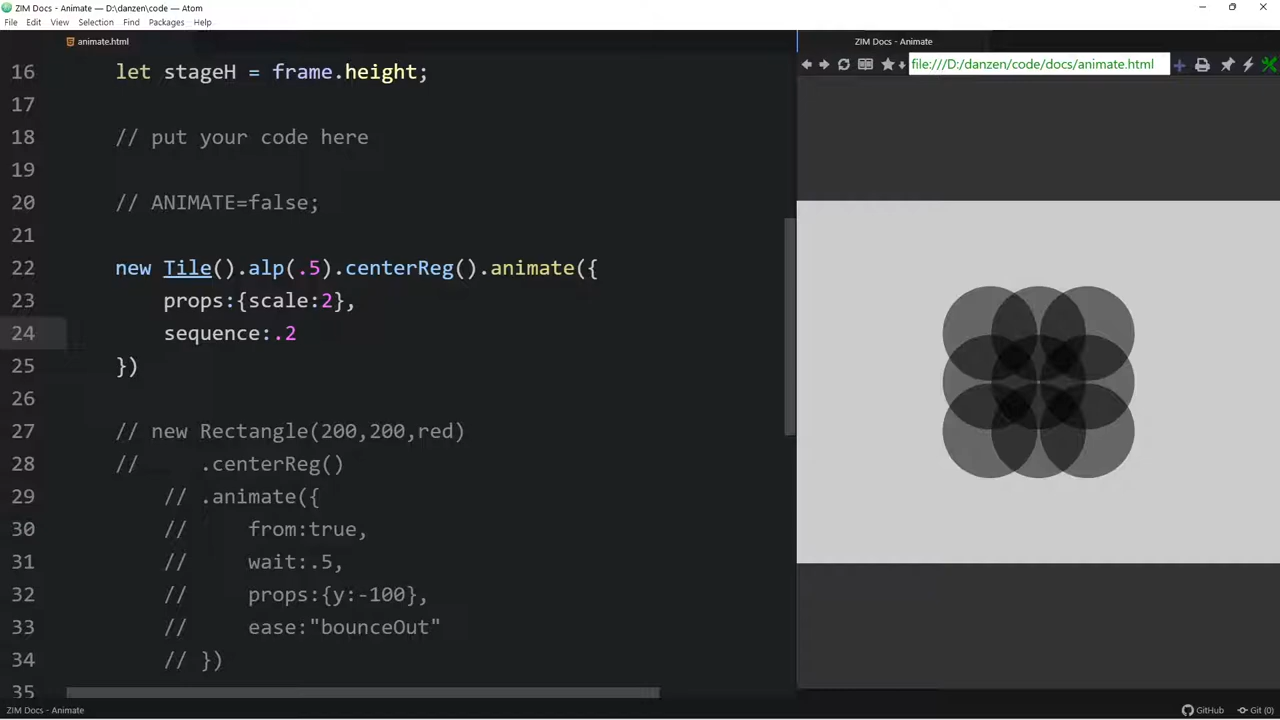 ZIM Docs - Animate — D:\danzen\code — Atom
File Edit View Selection Find Packages Help
animate.html
ZIM Docs - Animate
file:///D:/danzen/code/docs/animate.html
16 let stageH = frame.height;
17
18 // put your code here
19
20 // ANIMATE=false;
21
22 new Tile().alp(.5).centerReg().animate({
23 props:{scale:2},
24 sequence:.2
25 })
26
27 // new Rectangle(200,200,red)
28 // .centerReg()
29 // .animate({
30 // from:true,
31 // wait:.5,
32 // props:{y:-100},
33 // ease:"bounceOut"
34 // })
35
ZIM Docs - Animate
GitHub Git (0)